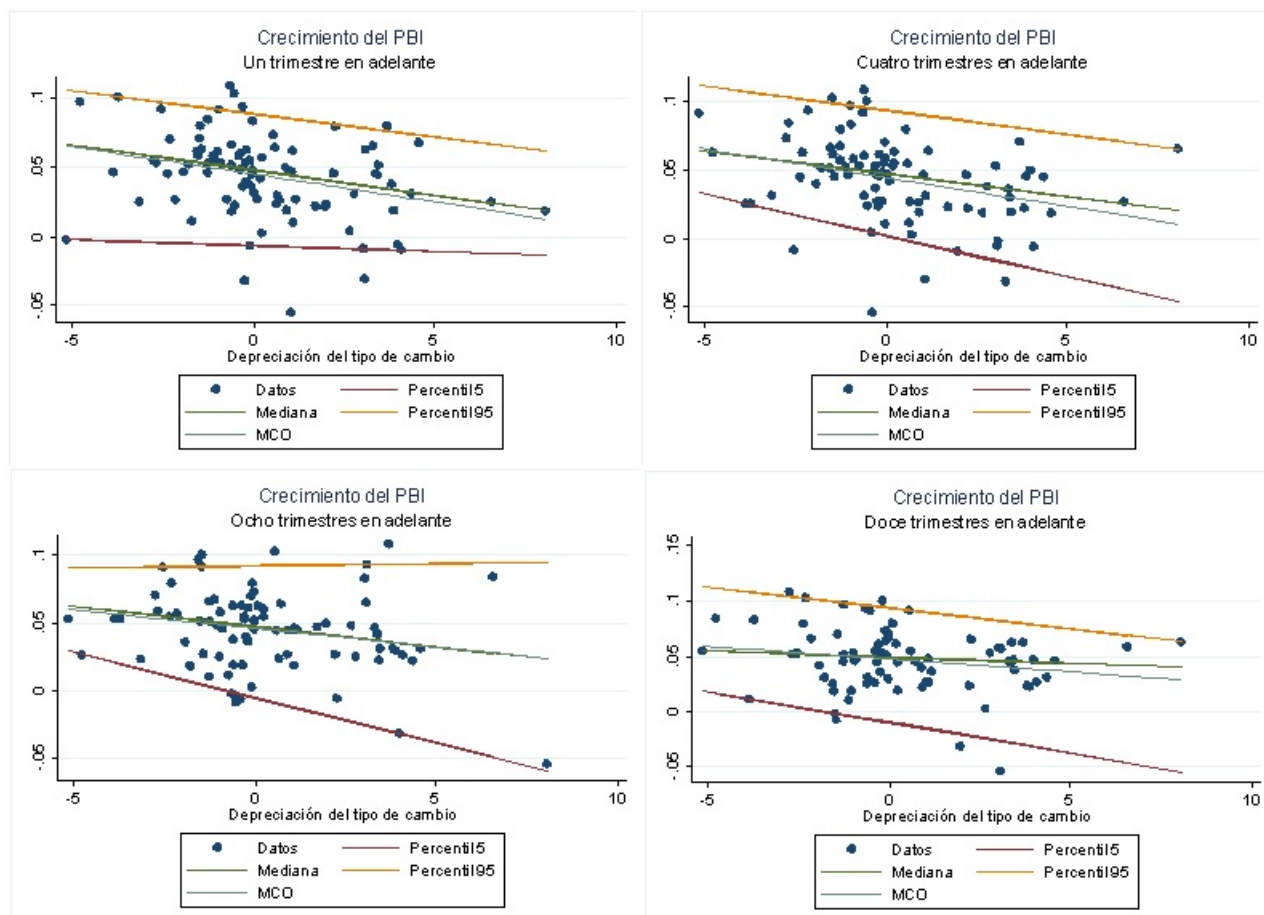 Crecimiento del PBI
Un trimestre en adelante
.1
.05
0
-.05
-5 0 5 10
Depreciación del tipo de cambio
Datos Percentil5
Mediana Percentil95
MCO
Crecimiento del PBI
Cuatro trimestres en adelante
.1
.05
0
-.05
-5 0 5 10
Depreciación del tipo de cambio
Datos Percentil5
Mediana Percentil95
MCO
Crecimiento del PBI
Ocho trimestres en adelante
.1
.05
0
-.05
-5 0 5 10
Depreciación del tipo de cambio
Datos Percentil5
Mediana Percentil95
MCO
Crecimiento del PBI
Doce trimestres en adelante
.15
.1
.05
0
-.05
-5 0 5 10
Depreciación del tipo de cambio
Datos Percentil5
Mediana Percentil95
MCO